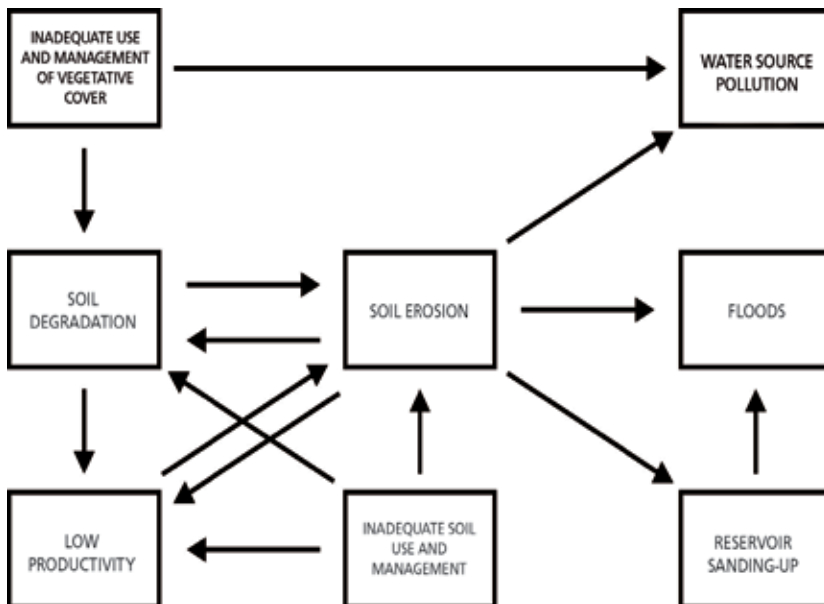 INADEQUATE USE
AND MANAGEMENT
OF VEGETATIVE
COVER
WATER SOURCE
POLLUTION
SOIL
DEGRADATION
SOIL EROSION
FLOODS
LOW
PRODUCTIVITY
INADEQUATE SOIL
USE AND
MANAGEMENT
RESERVOIR
SANDING-UP